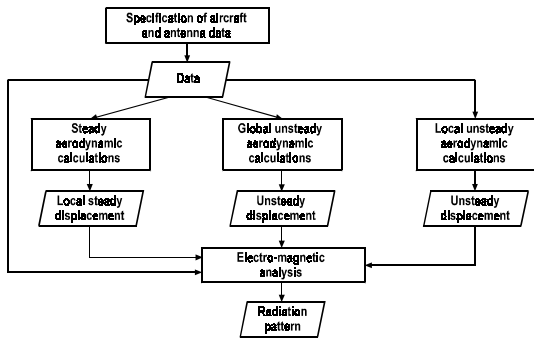 Specification of aircraft
and antenna data
Data
Steady
aerodynamic
calculations
Global unsteady
aerodynamic
calculations
Local unsteady
aerodynamic
calculations
Local steady
displacement
Unsteady
displacement
Unsteady
displacement
Electro-magnetic
analysis
Radiation
pattern